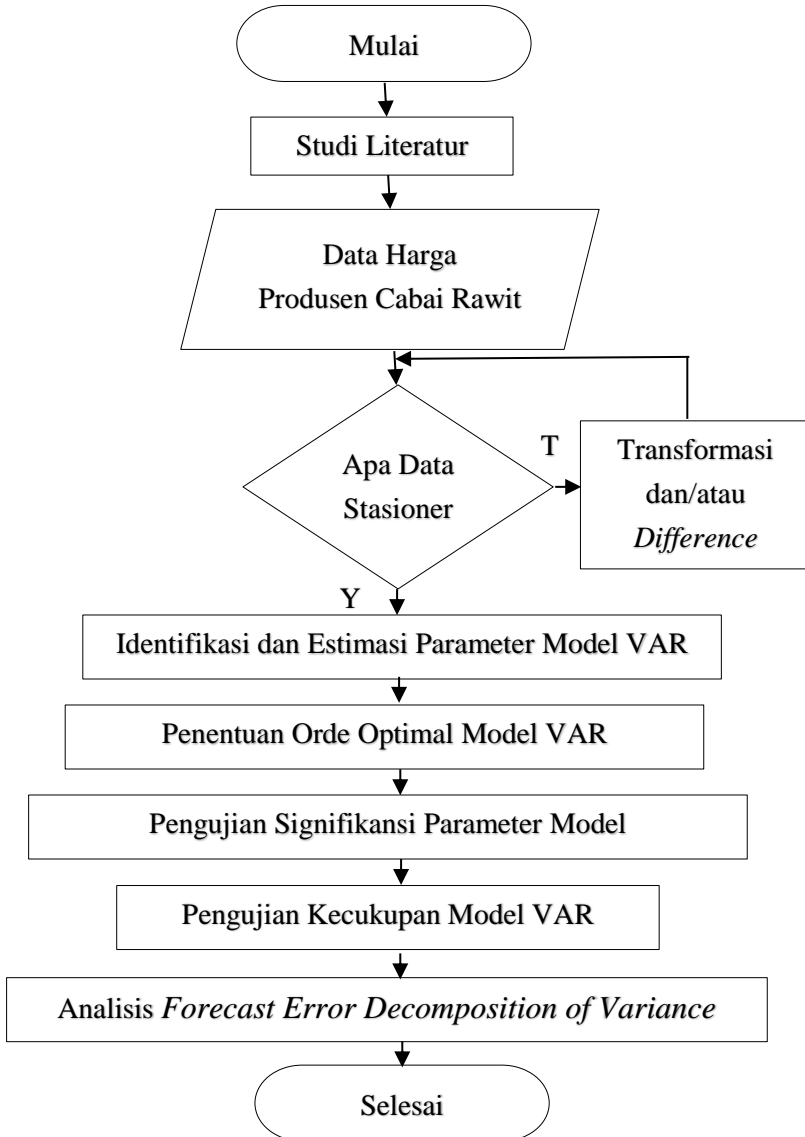 Mulai
Studi Literatur
Data Harga
Produsen Cabai Rawit
Apa Data
Stasioner
T
Transformasi
dan/atau
Difference
Y
Identifikasi dan Estimasi Parameter Model VAR
Penentuan Orde Optimal Model VAR
Pengujian Signifikansi Parameter Model
Pengujian Kecukupan Model VAR
Analisis Forecast Error Decomposition of Variance
Selesai